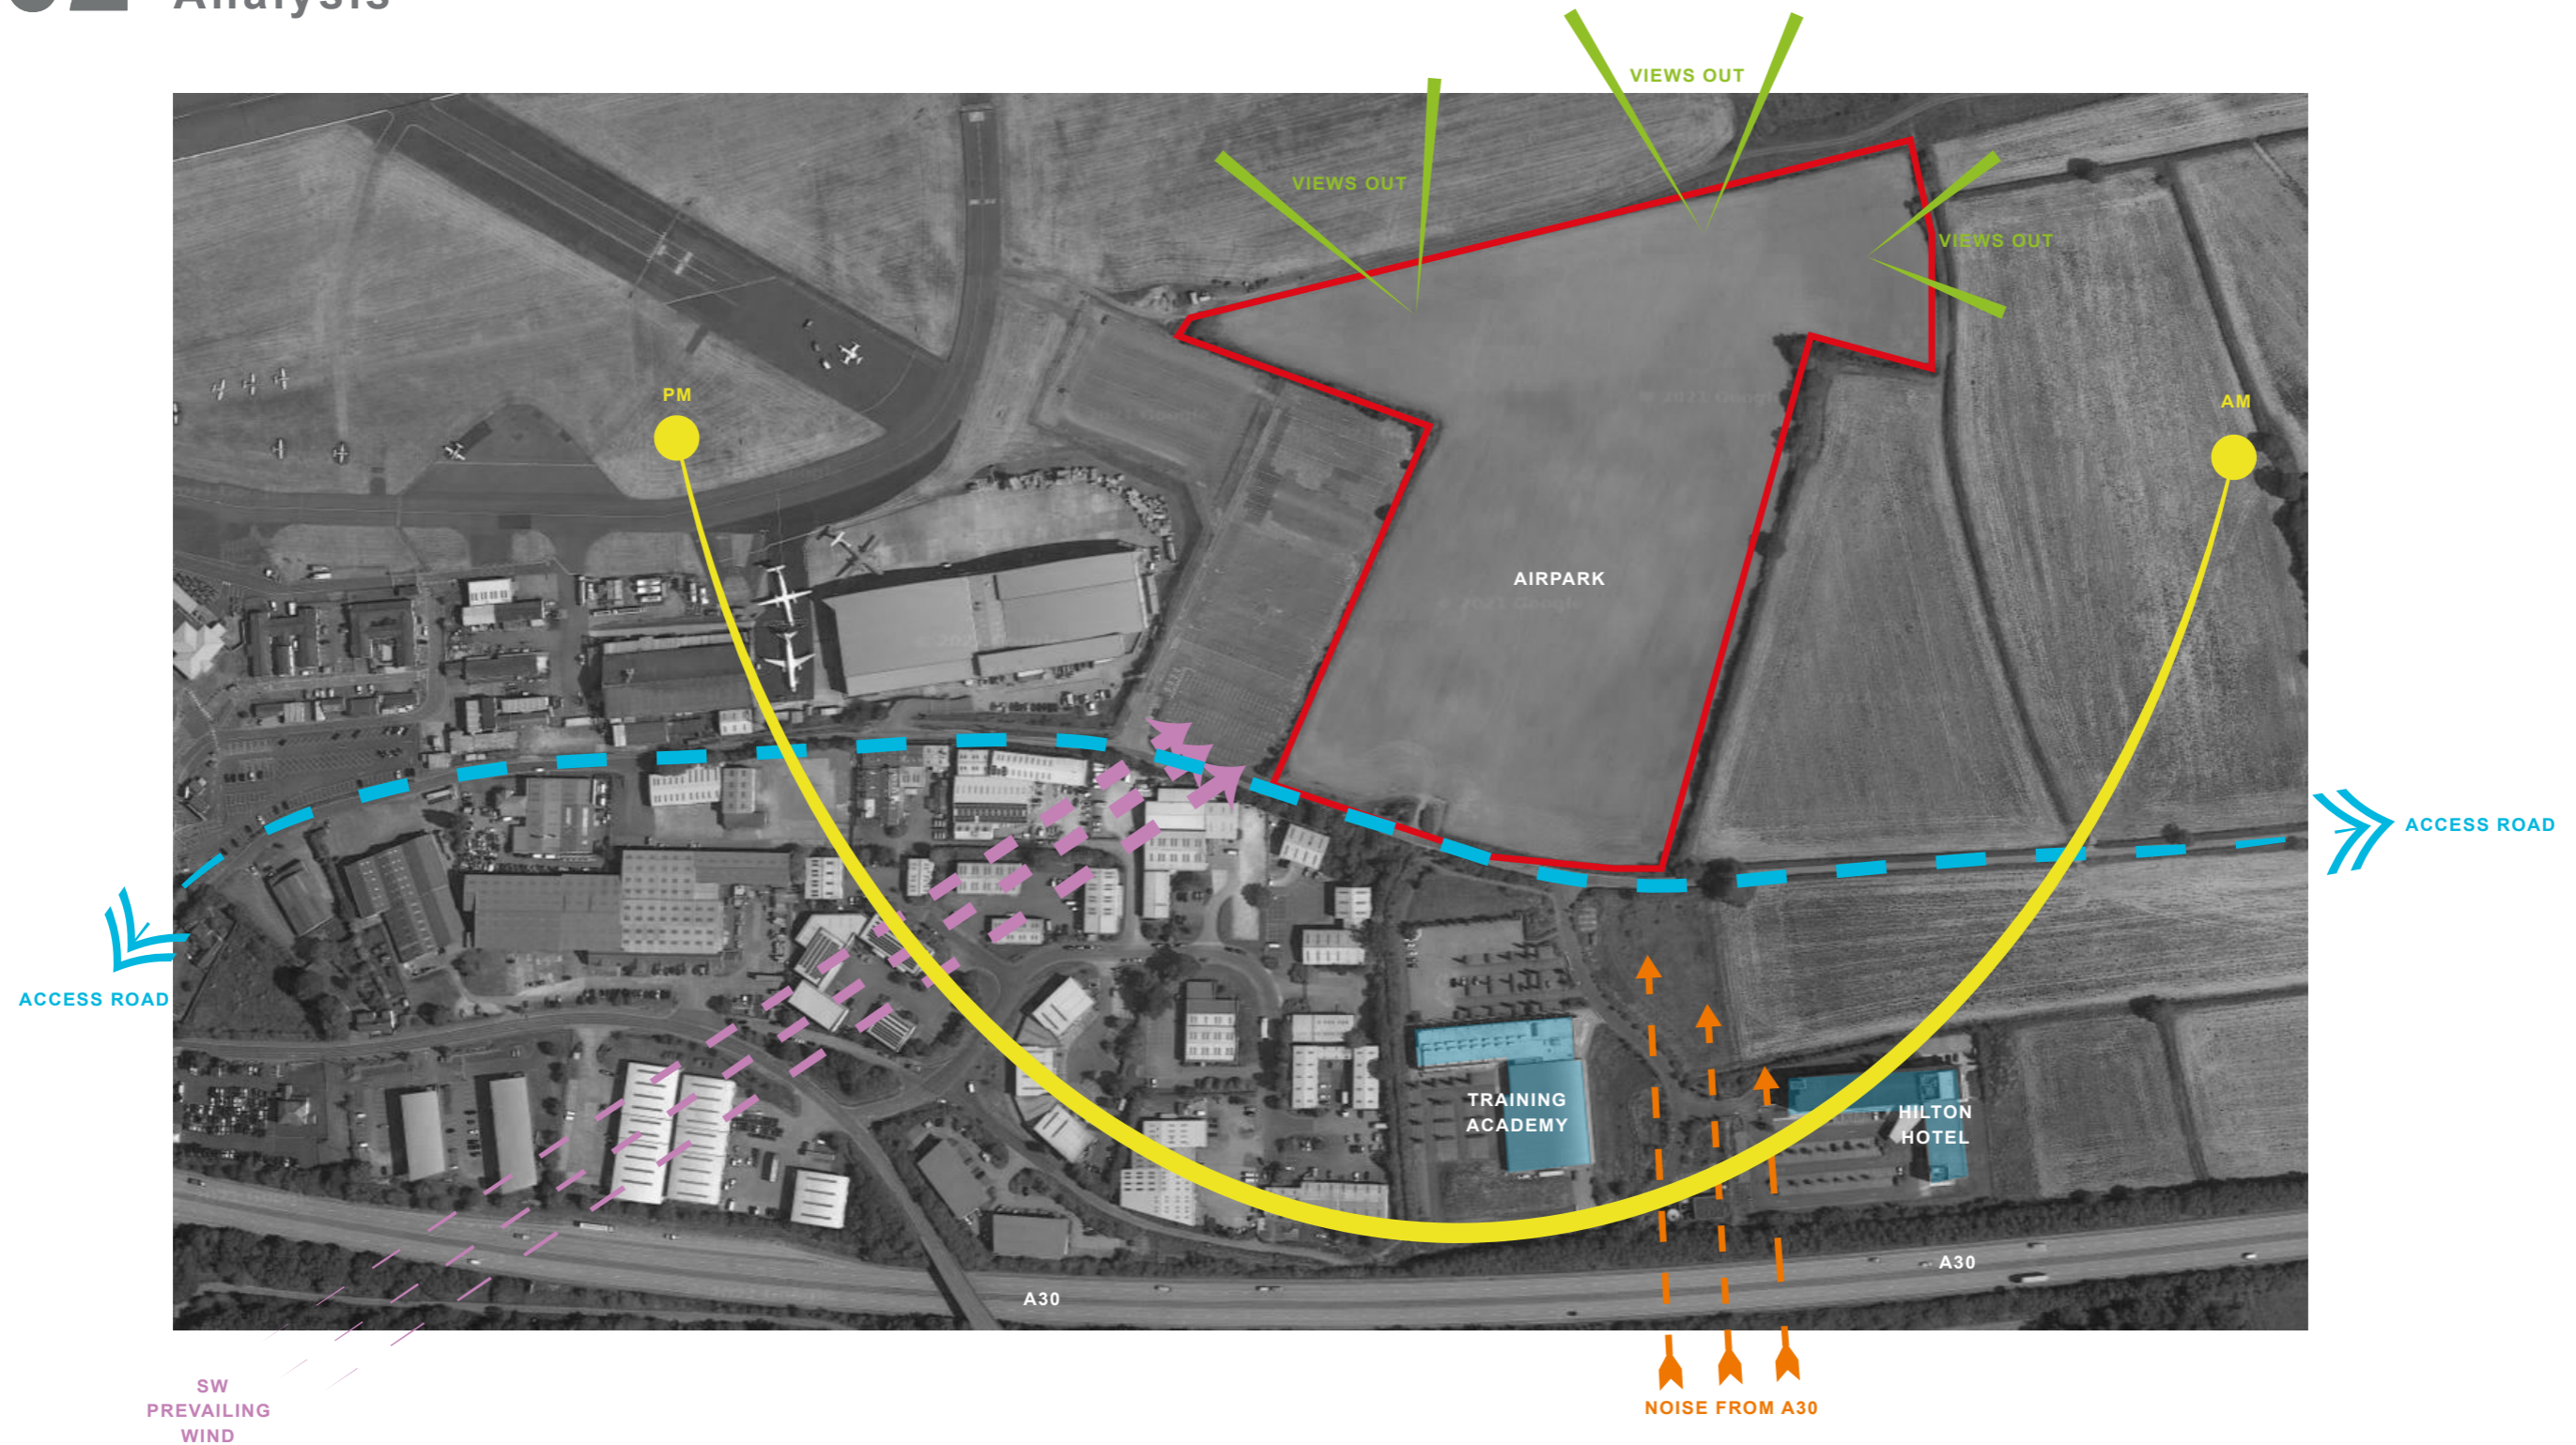 Analysis
VIEWS OUT
VIEWS OUT
VIEWS OUT
PM
AM
AIRPARK
ACCESS ROAD
ACCESS ROAD
TRAINING
ACADEMY
HILTON
HOTEL
A30
A30
SW
PREVAILING
WIND
NOISE FROM A30